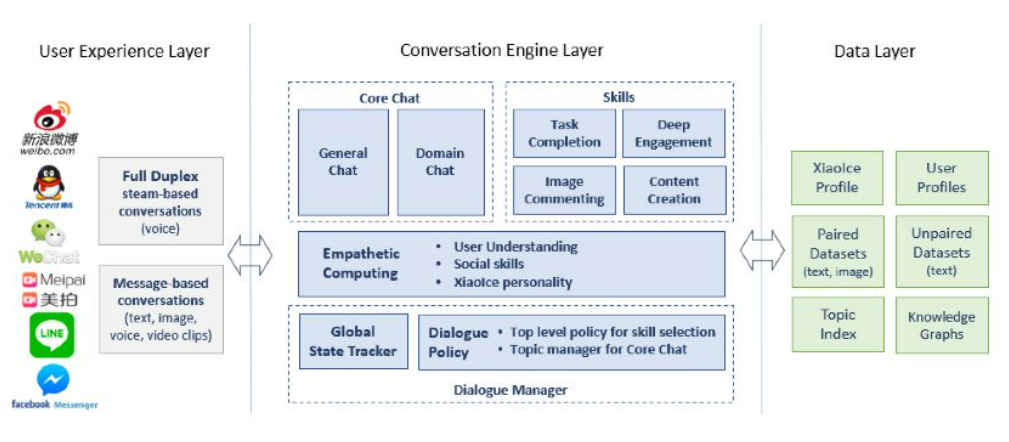 User Experience Layer
Conversation Engine Layer
Data Layer
新浪微博
weibo.com
Tencent 腾讯
WeChat
Meipai
美拍
LINE
facebook Messenger
Full Duplex
steam-based
conversations
(voice)
Message-based
conversations
(text, image,
voice, video clips)
Core Chat
General
Chat
Domain
Chat
Skills
Task
Completion
Deep
Engagement
Image
Commenting
Content
Creation
Empathetic
Computing
• User Understanding
• Social skills
• XiaoIce personality
Global
State Tracker
Dialogue
Policy
• Top level policy for skill selection
• Topic manager for Core Chat
Dialogue Manager
XiaoIce
Profile
User
Profiles
Paired
Datasets
(text, image)
Unpaired
Datasets
(text)
Topic
Index
Knowledge
Graphs